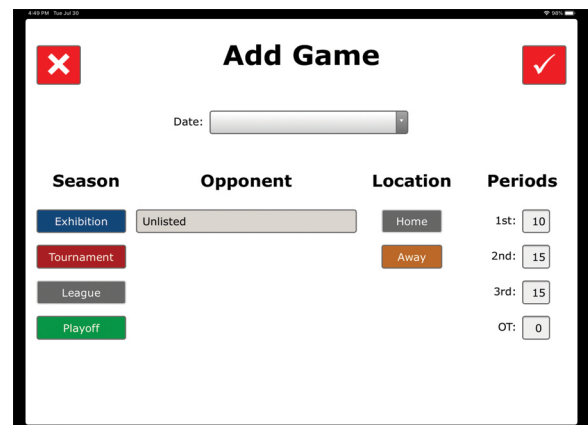 4:49 PM Tue Jul 30 98%
Add Game
Date:
Season Opponent Location Periods
Exhibition Unlisted Home 1st: 10
Tournament Away 2nd: 15
League 3rd: 15
Playoff OT: 0